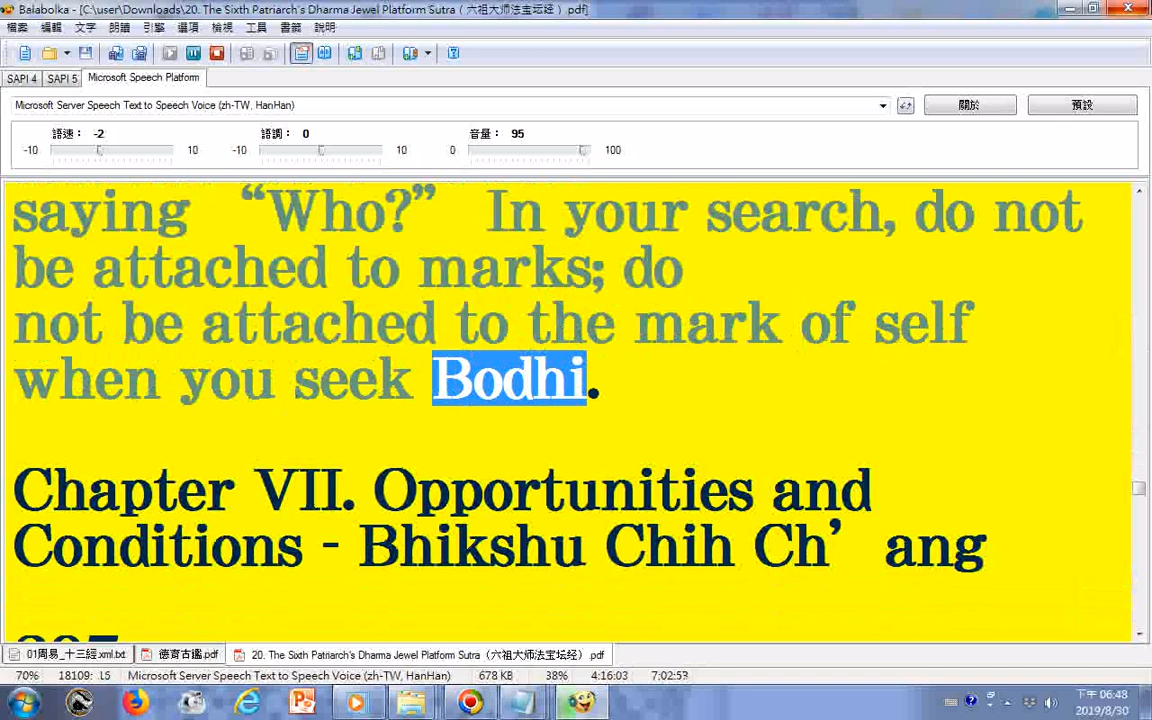 Balabolka - [C:\user\Downloads\20. The Sixth Patriarch's Dharma Jewel Platform Sutra（六祖大师法宝坛经）.pdf]
檔案 編輯 文字 朗讀 引擎 選項 檢視 工具 書籤 說明
SAPI 4 SAPI 5 Microsoft Speech Platform
Microsoft Server Speech Text to Speech Voice (zh-TW, HanHan) 關於 預設
語速： -2 語調： 0 音量： 95
-10 10 -10 10 0 100
saying “Who?” In your search, do not
be attached to marks; do
not be attached to the mark of self
when you seek Bodhi.
Chapter VII. Opportunities and
Conditions - Bhikshu Chih Ch’ang
01周易_十三經.xml.txt 德育古鑑.pdf 20. The Sixth Patriarch's Dharma Jewel Platform Sutra（六祖大师法宝坛经）.pdf
70% 18109: 15 Microsoft Server Speech Text to Speech Voice (zh-TW, HanHan) 678 KB 38% 4:16:03 7:02:53
下午 06:48
2019/8/30